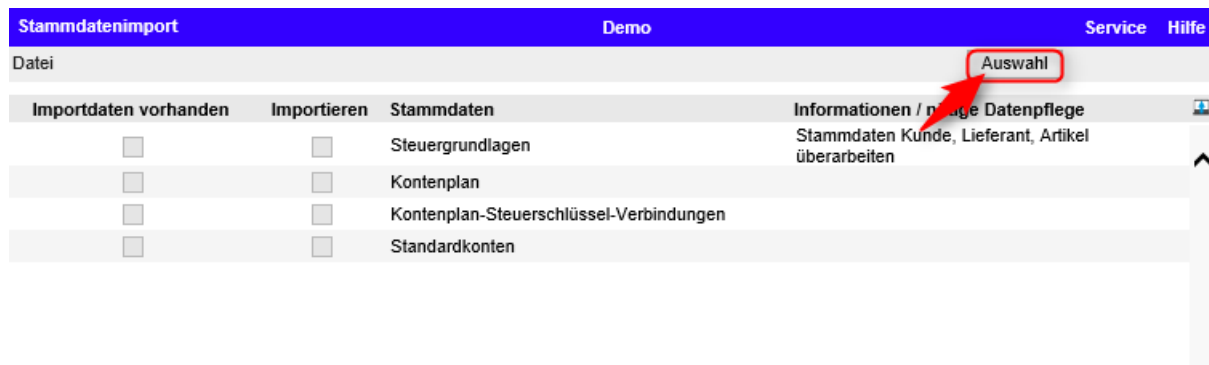 Stammdatenimport Demo Service Hilfe
Datei Auswahl
Importdaten vorhanden Importieren Stammdaten Informationen / Datenpflege
Steuergrundlagen Stammdaten Kunde, Lieferant, Artikel
überarbeiten
Kontenplan
Kontenplan-Steuerschlüssel-Verbindungen
Standardkonten